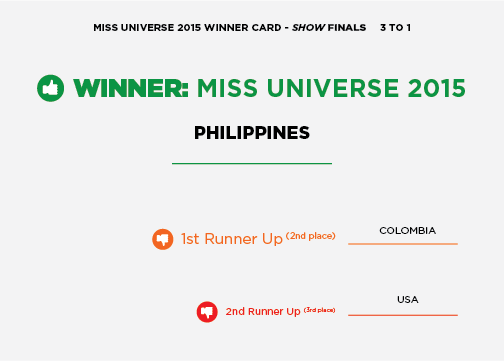 MISS UNIVERSE 2015 WINNER CARD - SHOW FINALS 3 TO 1
WINNER: MISS UNIVERSE 2015
PHILIPPINES
1st Runner Up (2nd place) COLOMBIA
2nd Runner Up (3rd place) USA